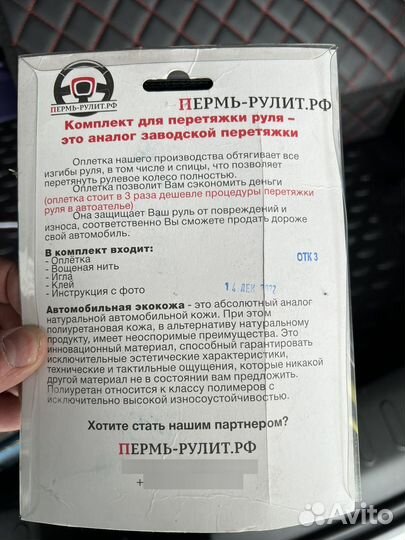 ПЕРМЬ-РУЛИТ.РФ
ПЕРМЬ-РУЛИТ.РФ
Комплект для перетяжки руля –
это аналог заводской перетяжки
Оплетка нашего производства обтягивает все
изгибы руля, в том числе и спицы, что позволяет
перетянуть рулевое колесо полностью.
Оплетка позволит Вам сэкономить деньги
(оплетка стоит в 3 раза дешевле процедуры перетяжки
руля в автоателье)
Она защищает Ваш руль от повреждений и
износа, соответственно Вы сможете продать дороже
свой автомобиль.
В комплект входит:
- Оплётка
- Вощеная нить
- Игла
- Клей
- Инструкция с фото
ОТК 3
14 ДЕК 2022
Автомобильная экокожа - это абсолютный аналог
натуральной автомобильной кожи. При этом
полиуретановая кожа, в альтернативу натуральному
продукту, имеет неоспоримые преимущества. Это
инновационный материал, способный гарантировать
исключительные эстетические характеристики,
технические и тактильные ощущения, которые никакой
другой материал не в состоянии вам предложить.
Полиуретан относится к классу полимеров с
исключительно высокой износоустойчивостью.
Хотите стать нашим партнером?
ПЕРМЬ-РУЛИТ.РФ
+
Avito